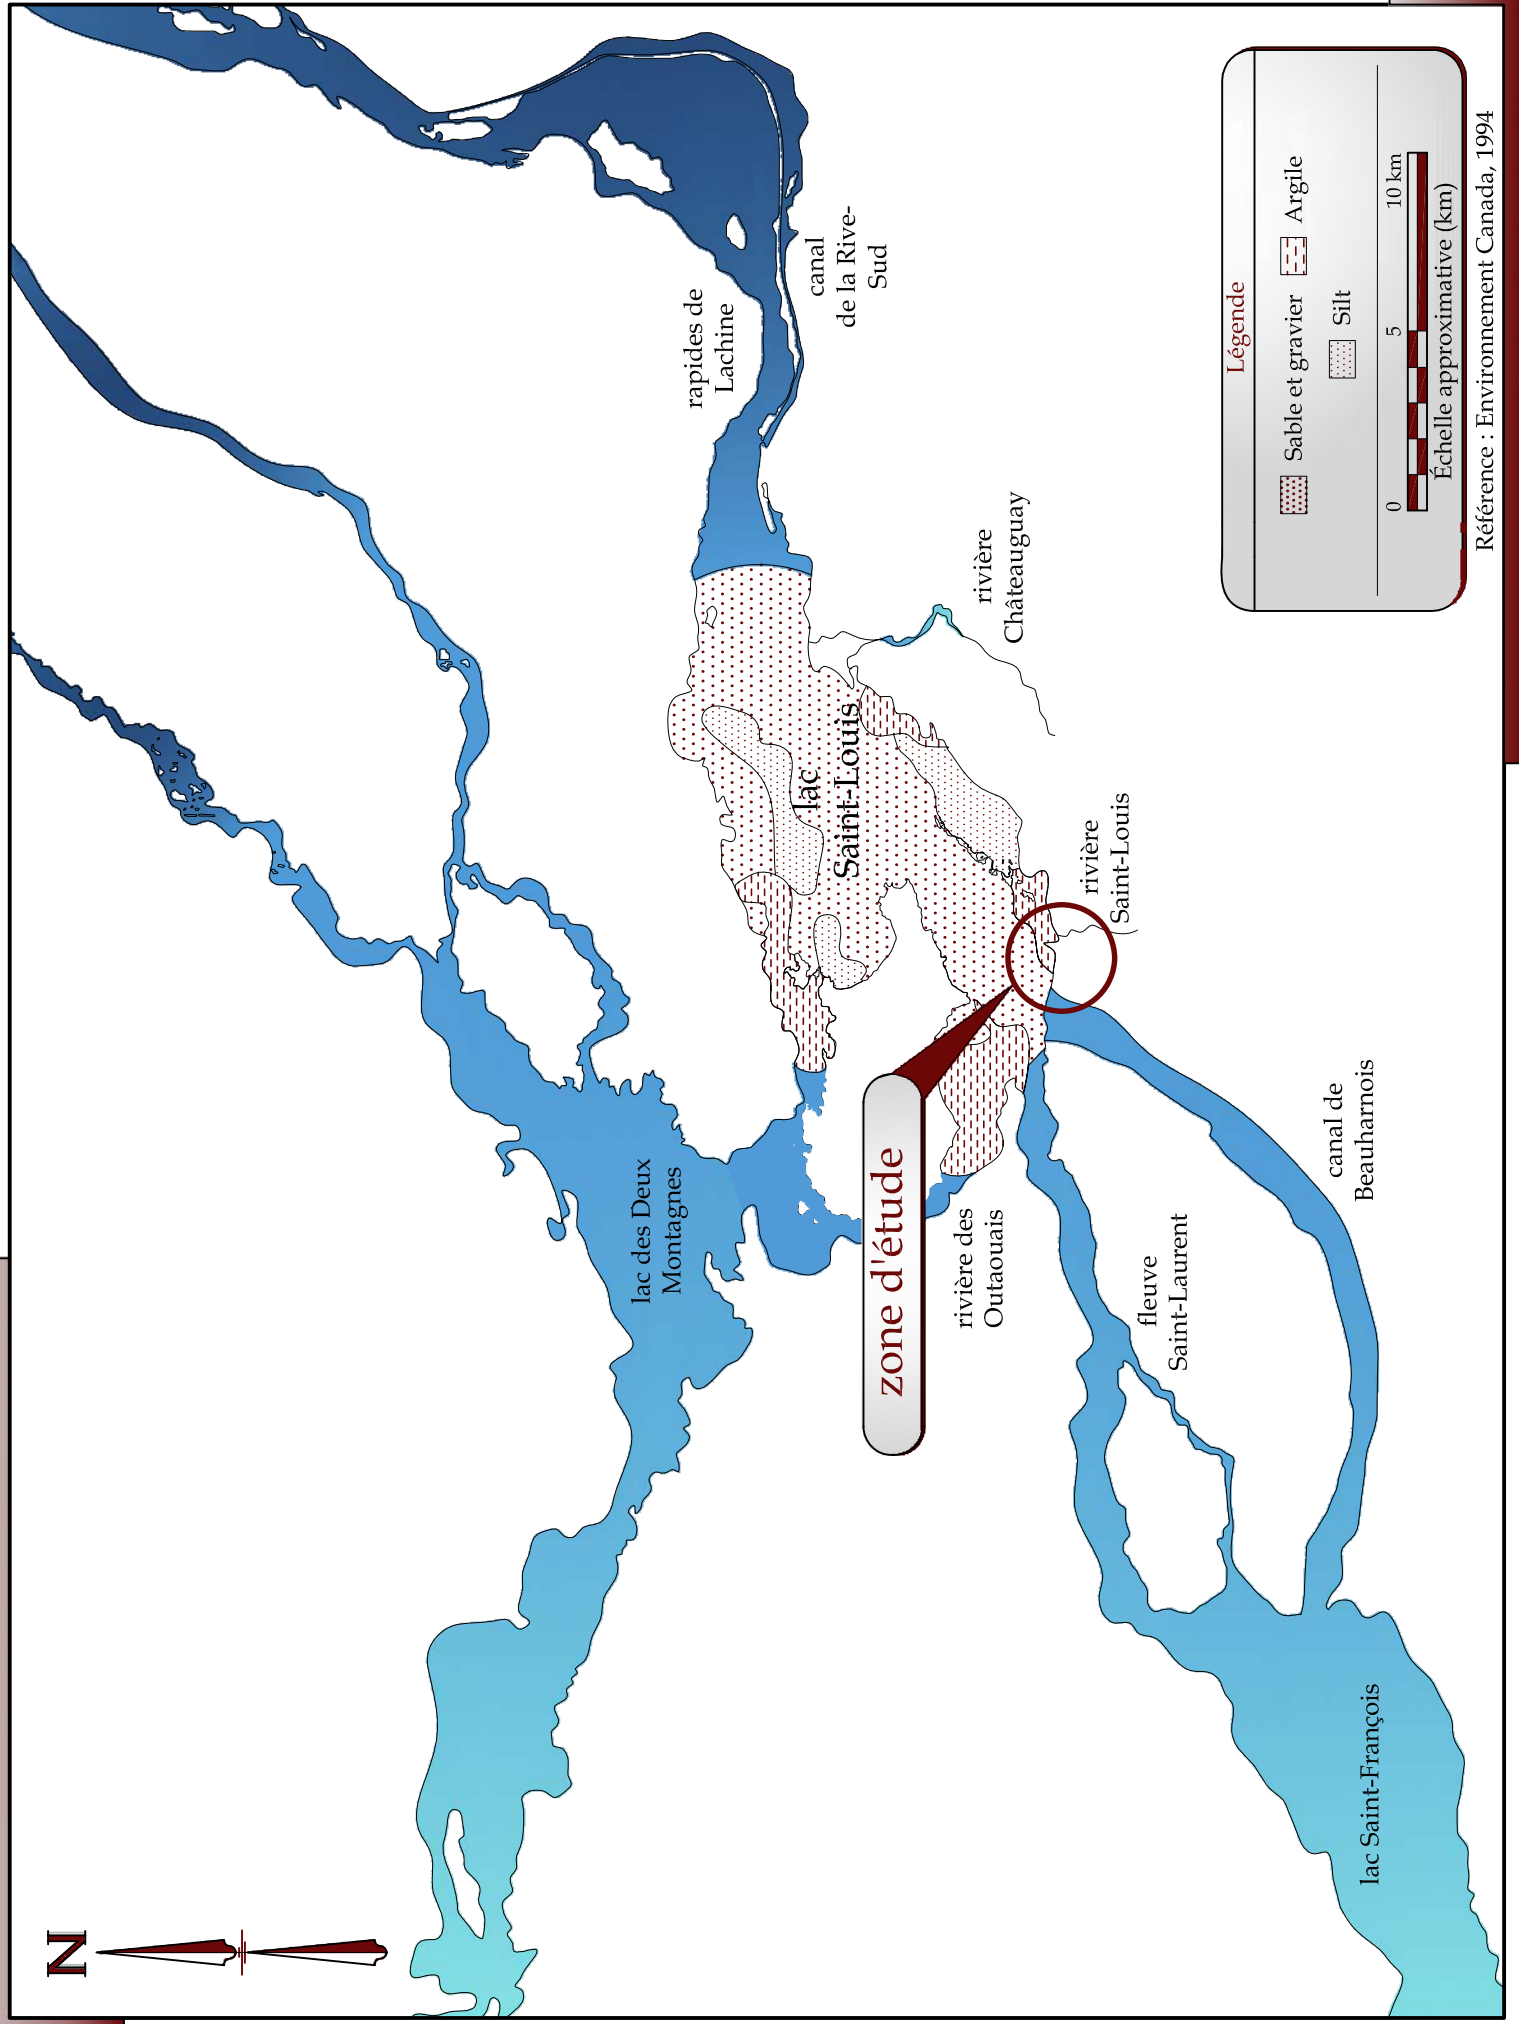 N
rapides de
Lachine
canal
de la Rive-
Sud
rivière
Châteauguay
lac
Saint-Louis
rivière
Saint-Louis
lac des Deux
Montagnes
zone d'étude
rivière des
Outaouais
fleuve
Saint-Laurent
canal de
Beauharnois
lac Saint-François
Légende
Sable et gravier
Argile
Silt
0
5
10 km
Échelle approximative (km)
Référence : Environnement Canada, 1994